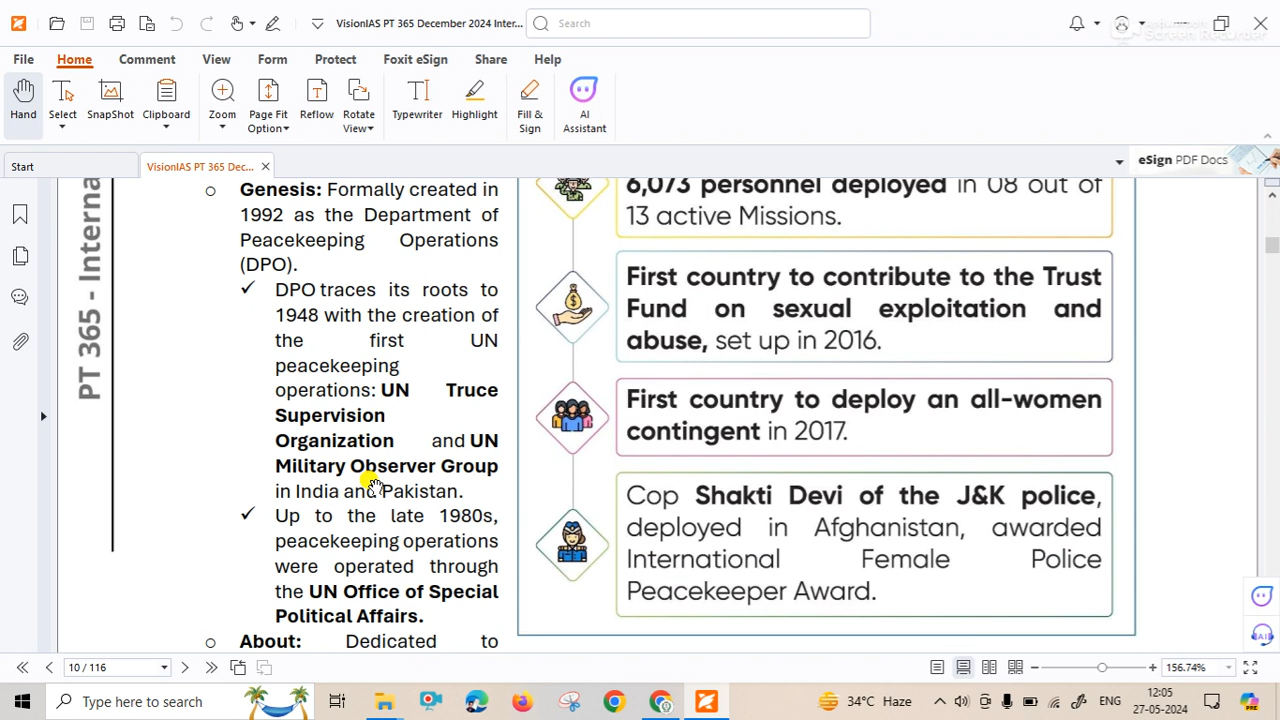 VisionIAS PT 365 December 2024 Inter...
Search
File
Home
Comment
View
Form
Protect
Foxit eSign
Share
Help
Hand
Select
SnapShot
Clipboard
Zoom
Page Fit
Option
Reflow
Rotate
View
Typewriter
Highlight
Fill &
Sign
AI
Assistant
Start
VisionIAS PT 365 Dec...
eSign PDF Docs
PT 365 - Interna
Genesis: Formally created in
1992 as the Department of
Peacekeeping Operations
(DPO).
DPO traces its roots to
1948 with the creation of
the first UN
peacekeeping
operations: UN Truce
Supervision
Organization and UN
Military Observer Group
in India and Pakistan.
Up to the late 1980s,
peacekeeping operations
were operated through
the UN Office of Special
Political Affairs.
About: Dedicated to
6,073 personnel deployed in 08 out of
13 active Missions.
First country to contribute to the Trust
Fund on sexual exploitation and
abuse, set up in 2016.
First country to deploy an all-women
contingent in 2017.
Cop Shakti Devi of the J&K police,
deployed in Afghanistan, awarded
International Female Police
Peacekeeper Award.
10 / 116
156.74%
Type here to search
34°C Haze
ENG
12:05
27-05-2024